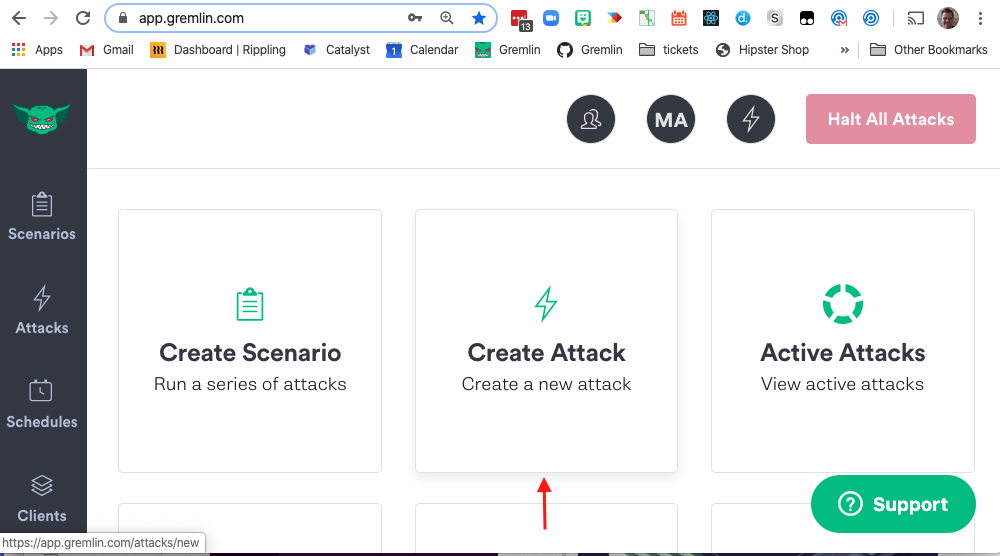 app.gremlin.com
13
S
Apps
Gmail
Dashboard | Rippling
Catalyst
1
Calendar
Gremlin
Gremlin
tickets
Hipster Shop
»
Other Bookmarks
MA
Halt All Attacks
Scenarios
Attacks
Schedules
Clients
Create Scenario
Run a series of attacks
Create Attack
Create a new attack
Active Attacks
View active attacks
? Support
https://app.gremlin.com/attacks/new